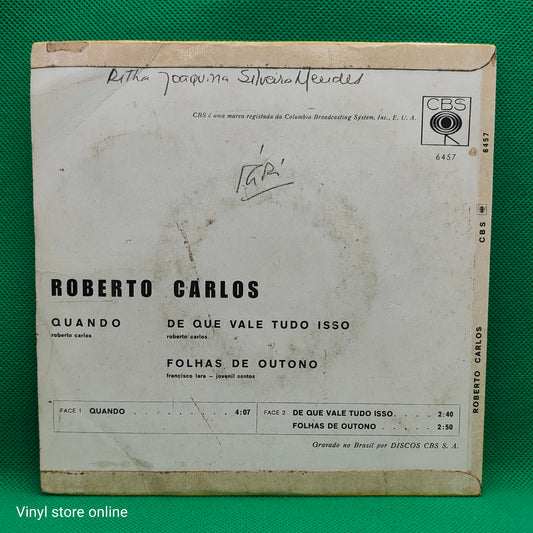 Ritha Joaquina Silveira Mendes
CBS é uma marca registada da Columbia Broadcasting System, Inc., E. U. A.
CBS
6457
6457
CBS
ROBERTO CARLOS
ROBERTO CARLOS
QUANDO
roberto carlos
DE QUE VALE TUDO ISSO
roberto carlos
FOLHAS DE OUTONO
francisco lara – jovenil santos
FACE 1 QUANDO . . . . . . . . . . 4:07
FACE 2 DE QUE VALE TUDO ISSO . . . . . 2:40
FOLHAS DE OUTONO . . . . . . 2:50
Gravado no Brasil por DISCOS CBS S. A.
Vinyl store online